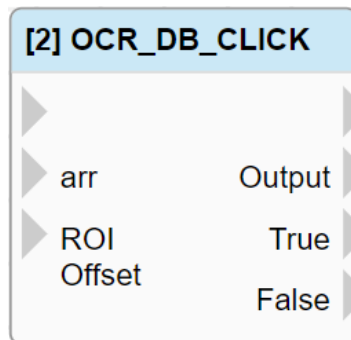 [2] OCR_DB_CLICK
arr
Output
ROI
Offset
True
False